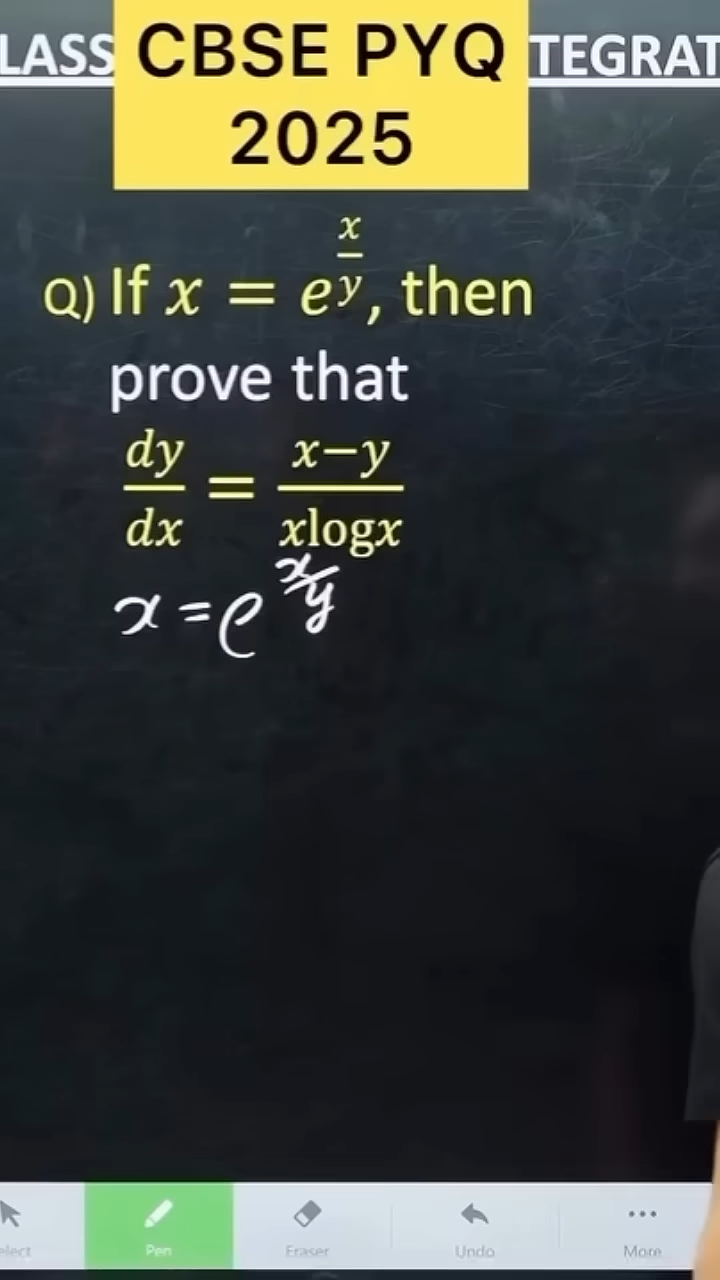 LASS
CBSE PYQ
2025
TEGRAT
Q) If x = e^{x/y}, then
prove that
dy/dx = x−y/xlogx
x = e^{x/y}
elect
Pen
Eraser
Undo
More